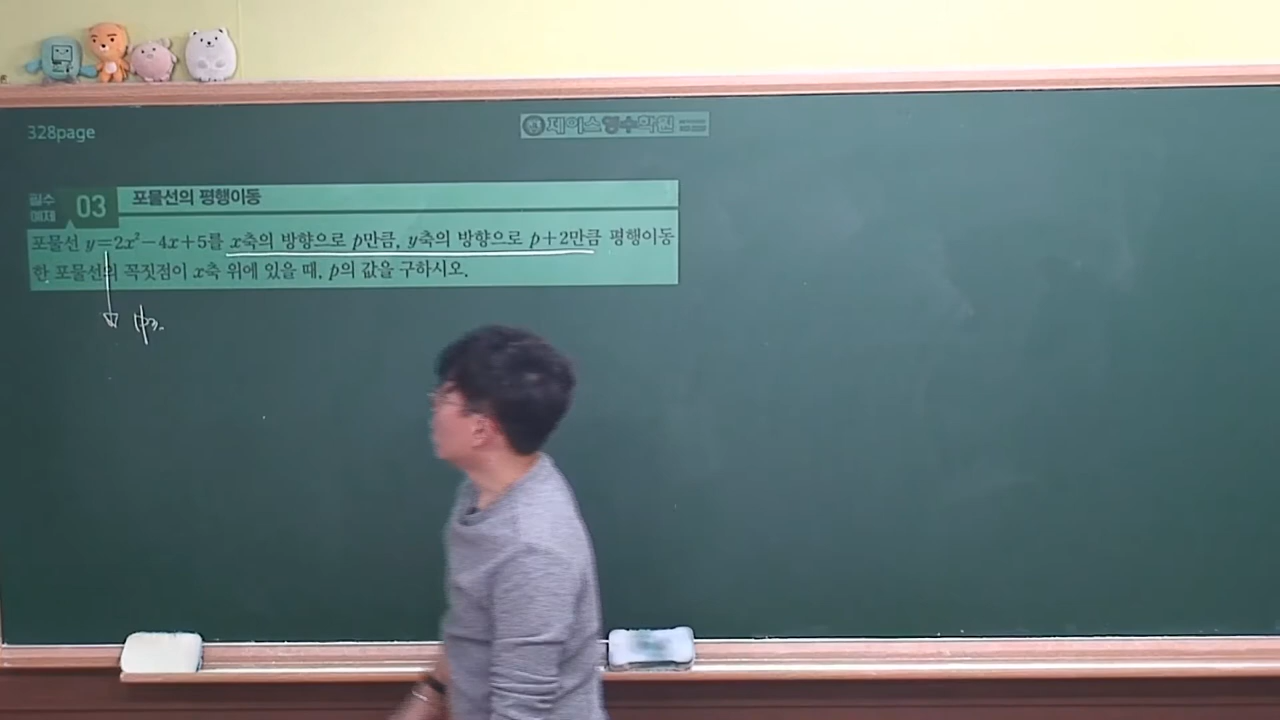 328page
제이스영수학원
필수 예제 03 포물선의 평행이동
포물선 y=2x²-4x+5를 x축의 방향으로 p만큼, y축의 방향으로 p+2만큼 평행이동
한 포물선의 꼭짓점이 x축 위에 있을 때, p의 값을 구하시오.